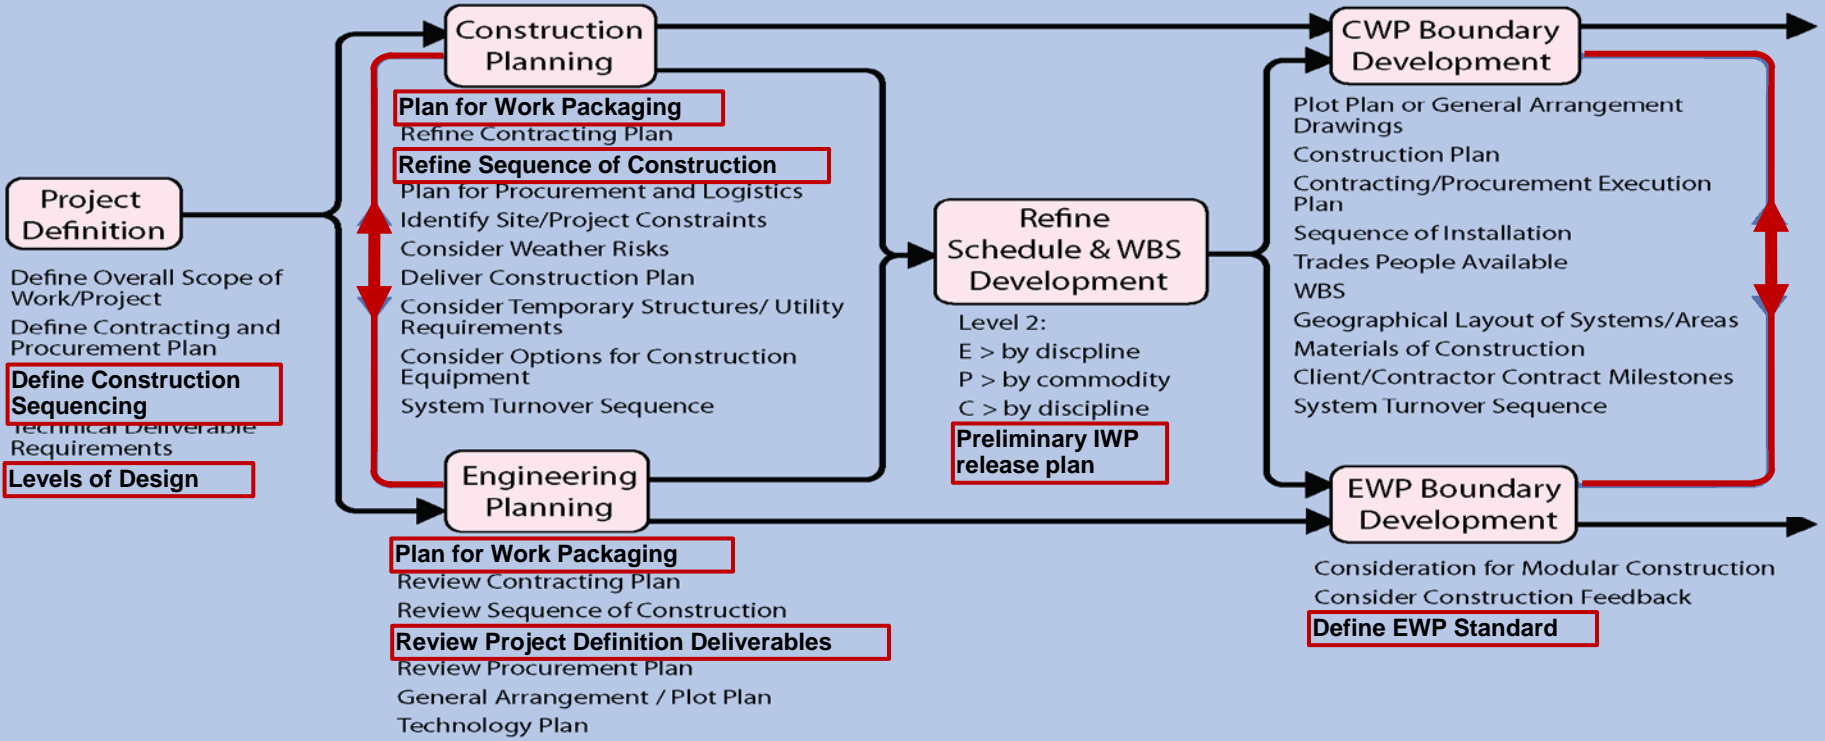 Project
Definition
Define Overall Scope of
Work/Project
Define Contracting and
Procurement Plan
Define Construction
Sequencing
Technical Deliverable
Requirements
Levels of Design
Construction
Planning
Plan for Work Packaging
Refine Contracting Plan
Refine Sequence of Construction
Plan for Procurement and Logistics
Identify Site/Project Constraints
Consider Weather Risks
Deliver Construction Plan
Consider Temporary Structures/ Utility
Requirements
Consider Options for Construction
Equipment
System Turnover Sequence
Engineering
Planning
Plan for Work Packaging
Review Contracting Plan
Review Sequence of Construction
Review Project Definition Deliverables
Review Procurement Plan
General Arrangement / Plot Plan
Technology Plan
Refine
Schedule & WBS
Development
Level 2:
E > by discpline
P > by commodity
C > by discipline
Preliminary IWP
release plan
CWP Boundary
Development
Plot Plan or General Arrangement
Drawings
Construction Plan
Contracting/Procurement Execution
Plan
Sequence of Installation
Trades People Available
WBS
Geographical Layout of Systems/Areas
Materials of Construction
Client/Contractor Contract Milestones
System Turnover Sequence
EWP Boundary
Development
Consideration for Modular Construction
Consider Construction Feedback
Define EWP Standard